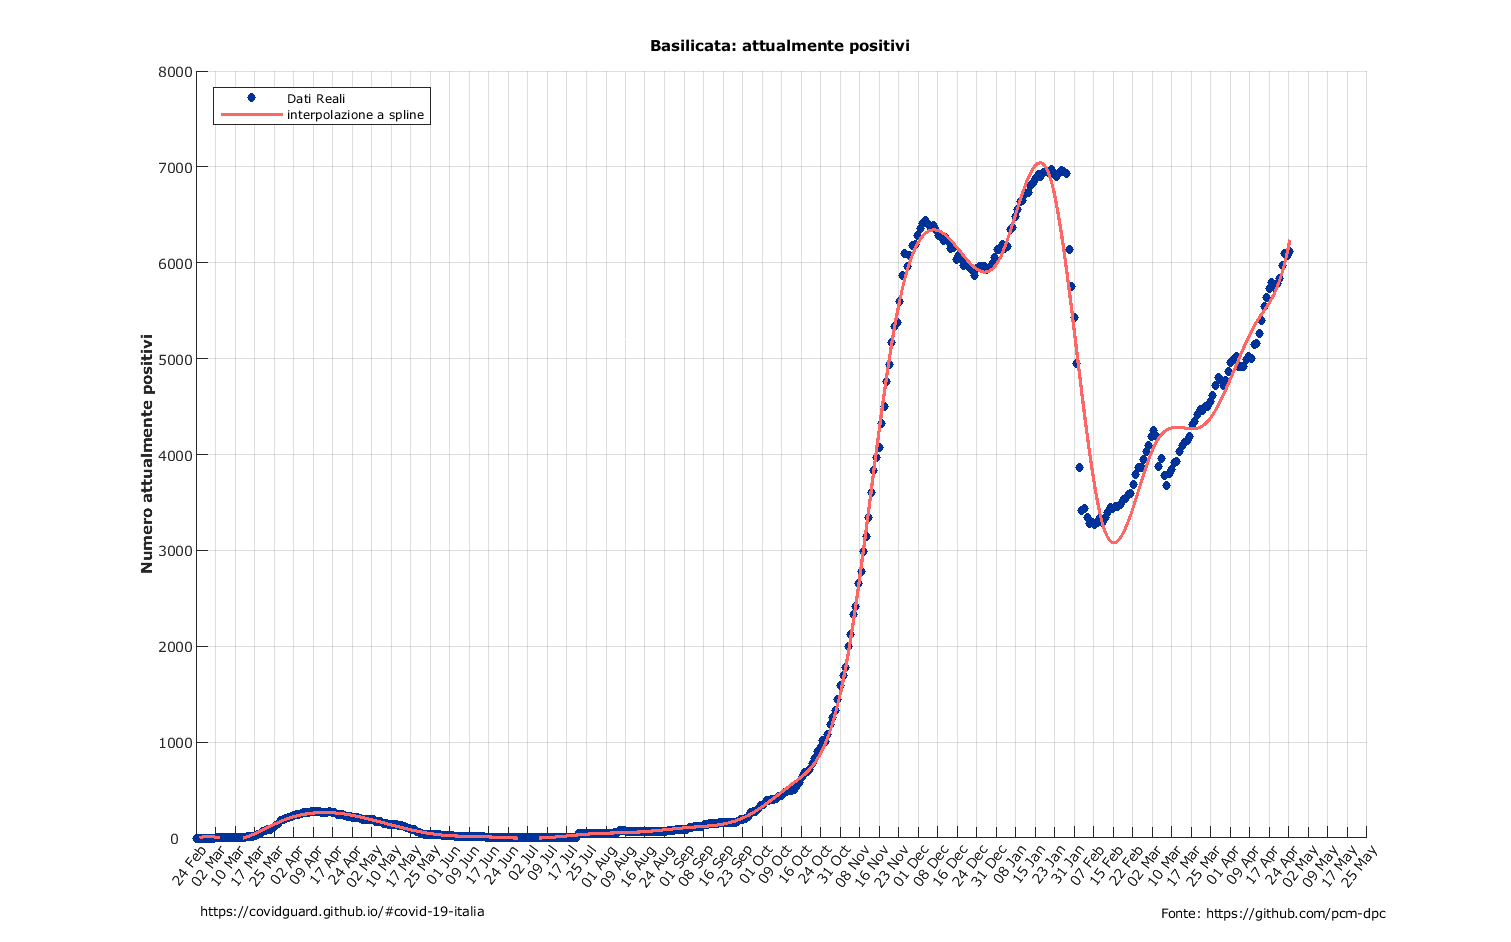 Basilicata: attualmente positivi
Dati Reali
interpolazione a spline
Numero attualmente positivi
8000
7000
6000
5000
4000
3000
2000
1000
0
24 Feb
02 Mar
10 Mar
17 Mar
25 Mar
02 Apr
09 Apr
17 Apr
24 Apr
02 May
10 May
17 May
25 May
01 Jun
09 Jun
17 Jun
24 Jun
02 Jul
09 Jul
17 Jul
25 Jul
01 Aug
09 Aug
16 Aug
24 Aug
01 Sep
08 Sep
16 Sep
23 Sep
01 Oct
09 Oct
16 Oct
24 Oct
31 Oct
08 Nov
16 Nov
23 Nov
01 Dec
08 Dec
16 Dec
24 Dec
31 Dec
08 Jan
15 Jan
23 Jan
31 Jan
07 Feb
15 Feb
22 Feb
02 Mar
10 Mar
17 Mar
25 Mar
01 Apr
09 Apr
17 Apr
24 Apr
02 May
09 May
17 May
25 May
https://covidguard.github.io/#covid-19-italia
Fonte: https://github.com/pcm-dpc